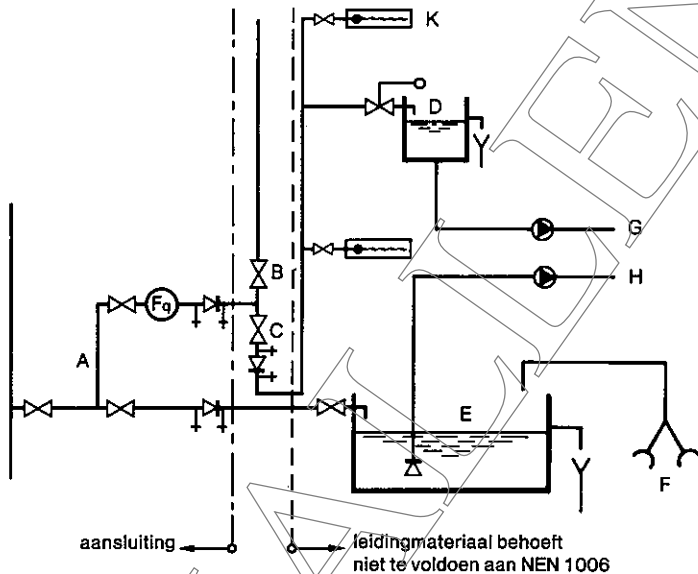 K
D
G
H
B
Fq
C
A
E
F
aansluiting
leidingmateriaal behoeft
niet te voldoen aan NEN 1006